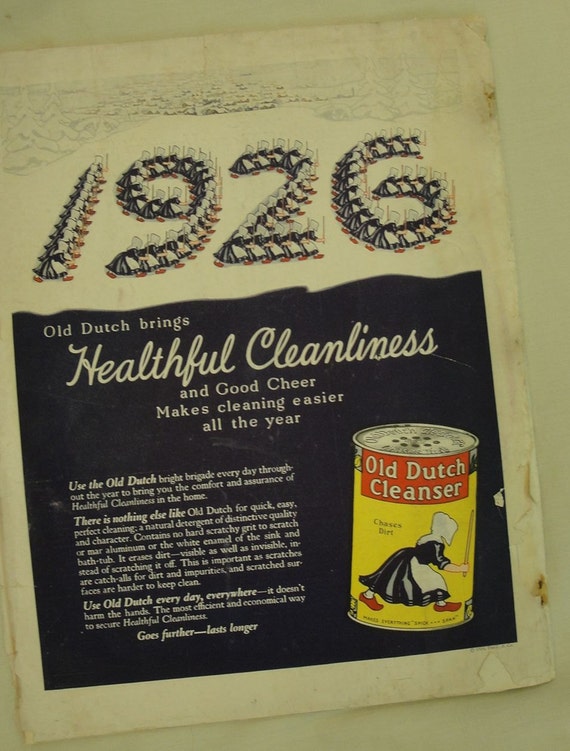 1926
Old Dutch brings
Healthful Cleanliness
and Good Cheer
Makes cleaning easier
all the year
Use the Old Dutch bright brigade every day through-
out the year to bring you the comfort and assurance of
Healthful Cleanliness in the home.
There is nothing else like Old Dutch for quick, easy,
perfect cleaning; a natural detergent of distinctive quality
and character. Contains no hard scratchy grit to scratch
or mar aluminum or the white enamel of the sink and
bath-tub. It erases dirt—visible as well as invisible, in-
stead of scratching it off. This is important as scratches
are catch-alls for dirt and impurities, and scratched sur-
faces are harder to keep clean.
Use Old Dutch every day, everywhere—it doesn't
harm the hands. The most efficient and economical way
to secure Healthful Cleanliness.
Goes further—lasts longer
Old Dutch
Cleanser
Chases
Dirt
MAKES EVERYTHING "SPICK AND SPAN"